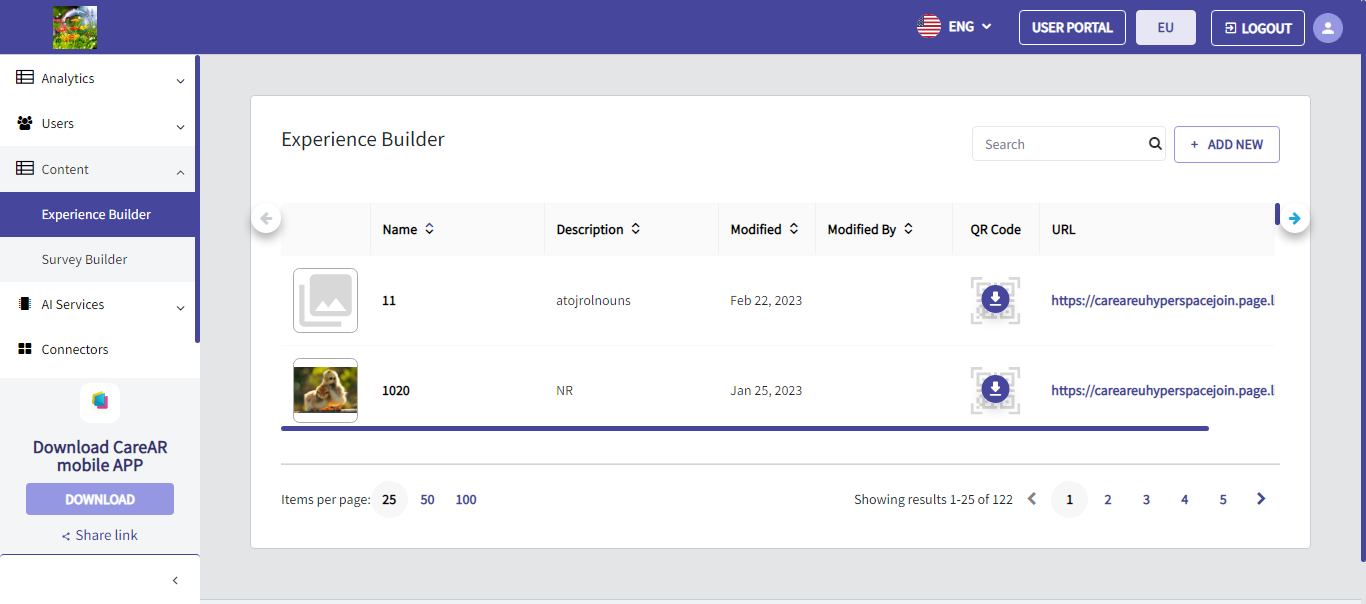 ENG
USER PORTAL
EU
LOGOUT
Analytics
Users
Content
Experience Builder
Survey Builder
AI Services
Connectors
Download CareAR
mobile APP
DOWNLOAD
Share link
Experience Builder
Search
+ ADD NEW
Name Description Modified Modified By QR Code URL
11 atojrolnouns Feb 22, 2023 https://careareuhyperspacejoin.page.l
1020 NR Jan 25, 2023 https://careareuhyperspacejoin.page.l
Items per page: 25 50 100
Showing results 1-25 of 122 1 2 3 4 5